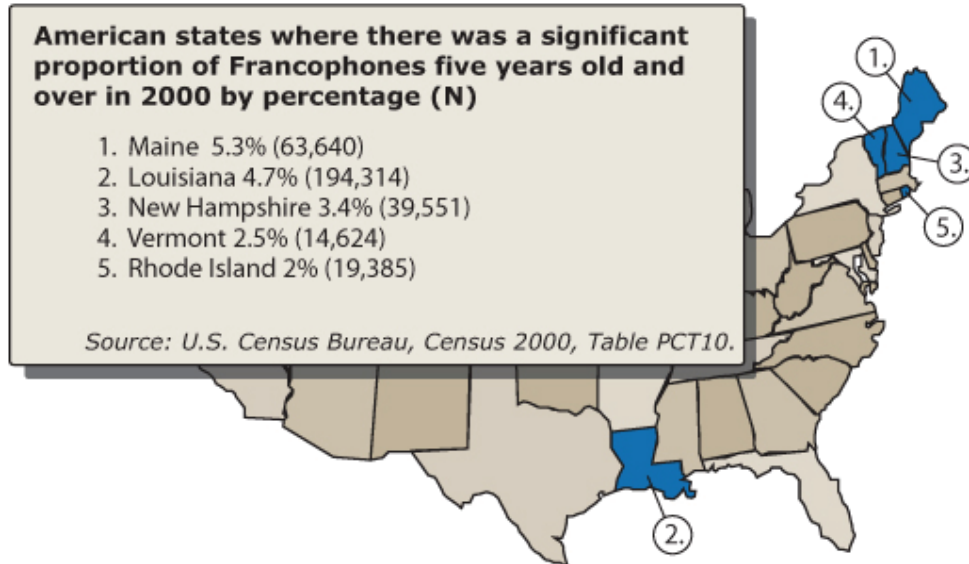 American states where there was a significant
proportion of Francophones five years old and
over in 2000 by percentage (N)
1. Maine 5.3% (63,640)
2. Louisiana 4.7% (194,314)
3. New Hampshire 3.4% (39,551)
4. Vermont 2.5% (14,624)
5. Rhode Island 2% (19,385)
Source: U.S. Census Bureau, Census 2000, Table PCT10.
1.
4.
3.
5.
2.